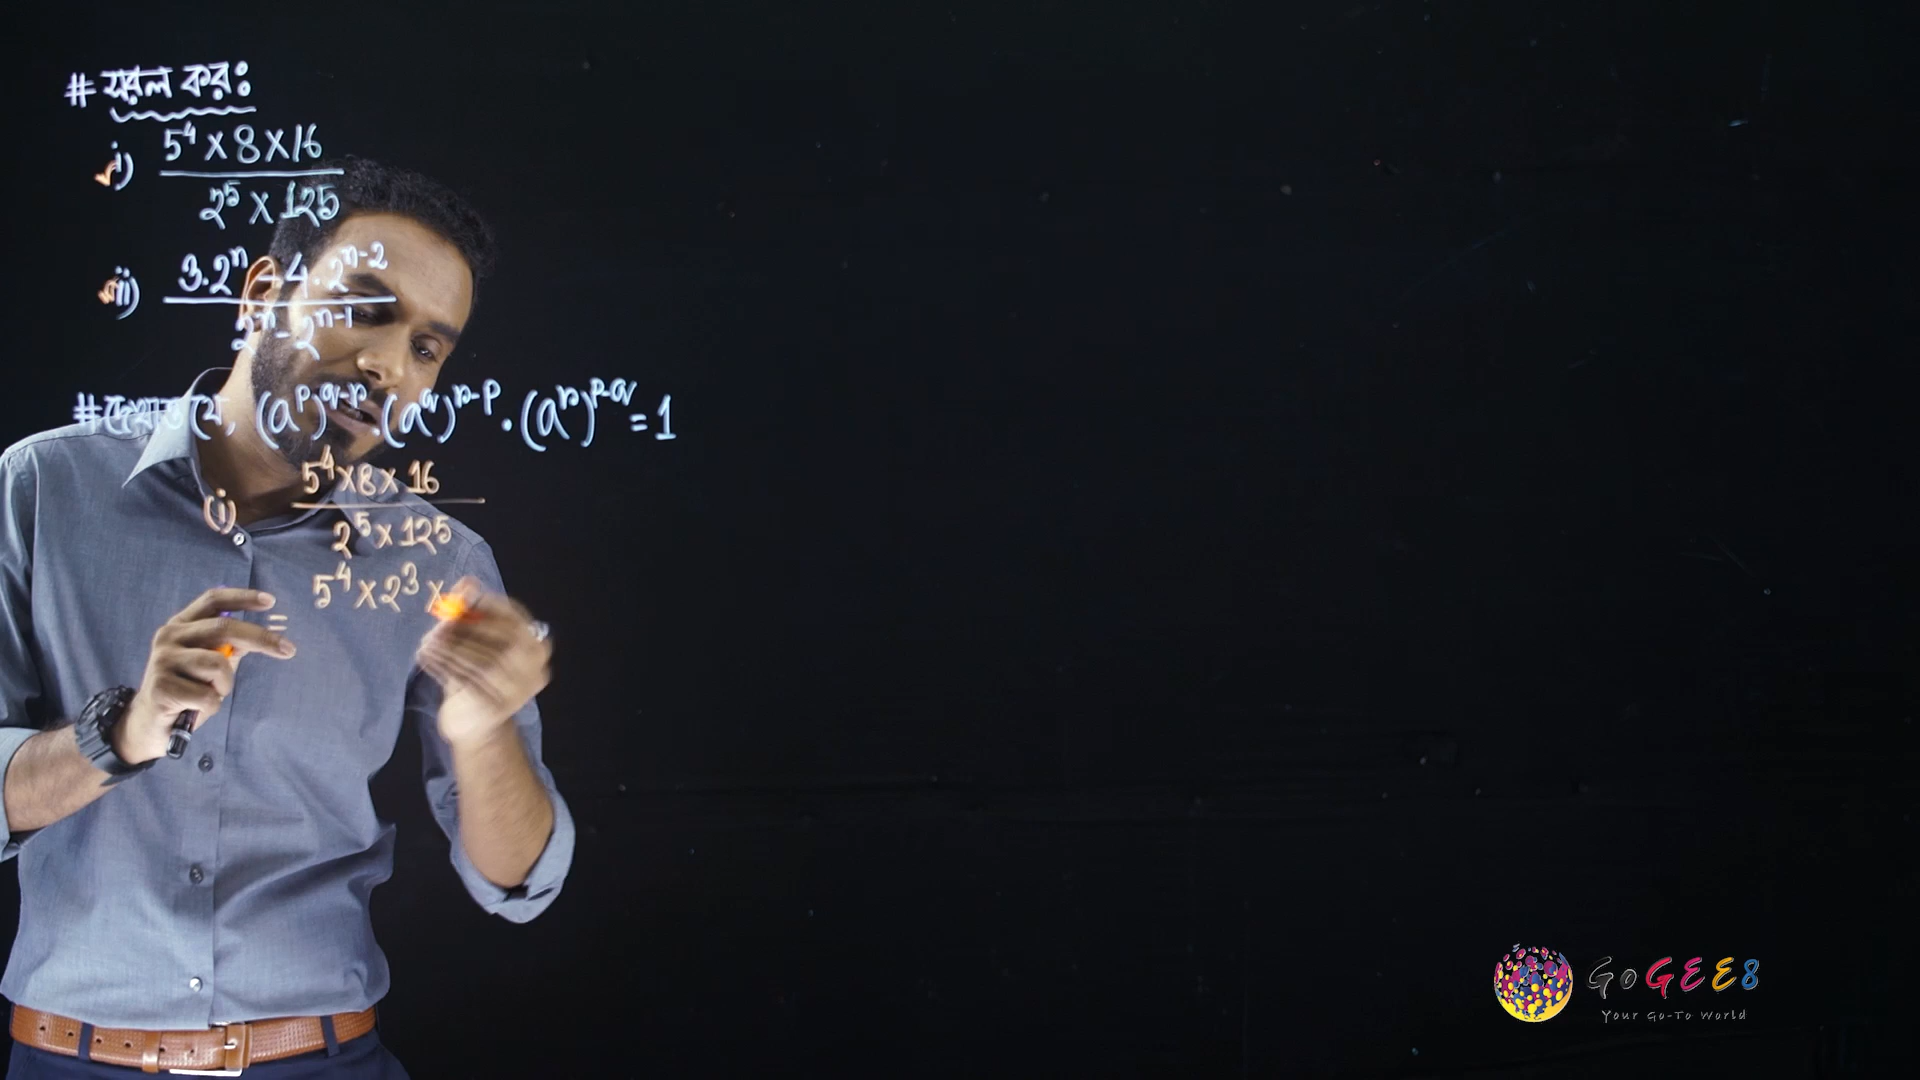 # সরল কর:
i) 5⁴ × 8 × 16 / 2⁵ × 125
ii) 3.2ⁿ - 4.2ⁿ⁻² / 2ⁿ - 2ⁿ⁻¹
# দেখাও যে, (aᵖ)^(q-r) . (a^q)^(r-p) . (aʳ)^(p-q) = 1
(i) 5⁴ × 8 × 16 / 2⁵ × 125
= 5⁴ × 2³ ×
GoGEE8
Your Go-To World